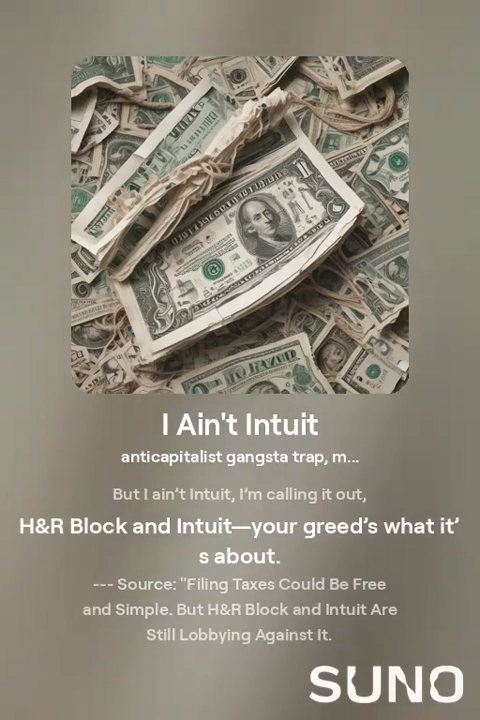 I Ain't Intuit
anticapitalist gangsta trap, m...
But I ain’t Intuit, I’m calling it out,
H&R Block and Intuit—your greed’s what it’
s about.
--- Source: "Filing Taxes Could Be Free
and Simple. But H&R Block and Intuit Are
Still Lobbying Against It.
SUNO